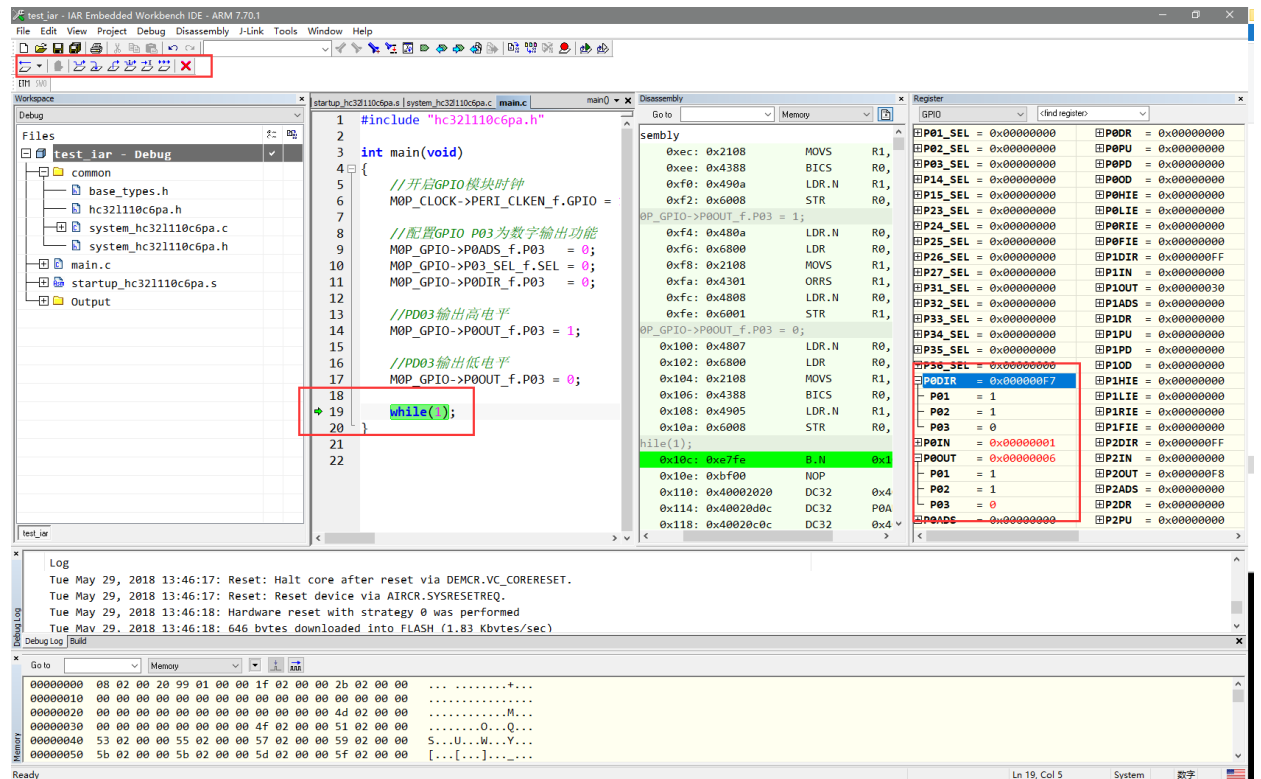 test_iar - IAR Embedded Workbench IDE - ARM 7.70.1
File Edit View Project Debug Disassembly J-Link Tools Window Help
ETM SWO
Workspace
Debug
Files
test_iar - Debug
common
base_types.h
hc32l110c6pa.h
system_hc32l110c6pa.c
system_hc32l110c6pa.h
main.c
startup_hc32l110c6pa.s
Output
test_iar
startup_hc32l110c6pa.s system_hc32l110c6pa.c main.c main()
1 #include "hc32l110c6pa.h"
2
3 int main(void)
4 {
5 //开启GPIO模块时钟
6 M0P_CLOCK->PERI_CLKEN_f.GPIO =
7
8 //配置GPIO P03为数字输出功能
9 M0P_GPIO->P0ADS_f.P03 = 0;
10 M0P_GPIO->P03_SEL_f.SEL = 0;
11 M0P_GPIO->P0DIR_f.P03 = 0;
12
13 //PD03输出高电平
14 M0P_GPIO->P0OUT_f.P03 = 1;
15
16 //PD03输出低电平
17 M0P_GPIO->P0OUT_f.P03 = 0;
18
19 while(1);
20 }
21
22
Disassembly
Go to Memory
sembly
0xec: 0x2108 MOVS R1,
0xee: 0x4388 BICS R0,
0xf0: 0x490a LDR.N R1,
0xf2: 0x6008 STR R0,
0P_GPIO->P0OUT_f.P03 = 1;
0xf4: 0x480a LDR.N R0,
0xf6: 0x6800 LDR R0,
0xf8: 0x2108 MOVS R1,
0xfa: 0x4301 ORRS R1,
0xfc: 0x4808 LDR.N R0,
0xfe: 0x6001 STR R1,
0P_GPIO->P0OUT_f.P03 = 0;
0x100: 0x4807 LDR.N R0,
0x102: 0x6800 LDR R0,
0x104: 0x2108 MOVS R1,
0x106: 0x4388 BICS R0,
0x108: 0x4905 LDR.N R1,
0x10a: 0x6008 STR R0,
hile(1);
0x10c: 0xe7fe B.N 0x1
0x10e: 0xbf00 NOP
0x110: 0x40002020 DC32 0x4
0x114: 0x40020d0c DC32 P0A
0x118: 0x40020c0c DC32 0x4
Register
GPIO <find register>
P01_SEL = 0x00000000 P0DR = 0x00000000
P02_SEL = 0x00000000 P0PU = 0x00000000
P03_SEL = 0x00000000 P0PD = 0x00000000
P14_SEL = 0x00000000 P0OD = 0x00000000
P15_SEL = 0x00000000 P0HIE = 0x00000000
P23_SEL = 0x00000000 P0LIE = 0x00000000
P24_SEL = 0x00000000 P0RIE = 0x00000000
P25_SEL = 0x00000000 P0FIE = 0x00000000
P26_SEL = 0x00000000 P1DIR = 0x000000FF
P27_SEL = 0x00000000 P1IN = 0x00000000
P31_SEL = 0x00000000 P1OUT = 0x00000030
P32_SEL = 0x00000000 P1ADS = 0x00000000
P33_SEL = 0x00000000 P1DR = 0x00000000
P34_SEL = 0x00000000 P1PU = 0x00000000
P35_SEL = 0x00000000 P1PD = 0x00000000
P36_SEL = 0x00000000 P1OD = 0x00000000
P0DIR = 0x000000F7 P1HIE = 0x00000000
P01 = 1 P1LIE = 0x00000000
P02 = 1 P1RIE = 0x00000000
P03 = 0 P1FIE = 0x00000000
P0IN = 0x00000001 P2DIR = 0x000000FF
P0OUT = 0x00000006 P2IN = 0x00000000
P01 = 1 P2OUT = 0x000000F8
P02 = 1 P2ADS = 0x00000000
P03 = 0 P2DR = 0x00000000
P0ADS = 0x00000000 P2PU = 0x00000000
Log
Tue May 29, 2018 13:46:17: Reset: Halt core after reset via DEMCR.VC_CORERESET.
Tue May 29, 2018 13:46:17: Reset: Reset device via AIRCR.SYSRESETREQ.
Tue May 29, 2018 13:46:18: Hardware reset with strategy 0 was performed
Tue May 29, 2018 13:46:18: 646 bytes downloaded into FLASH (1.83 Kbytes/sec)
Debug Log
Debug Log Build
Go to Memory
00000000 08 02 00 20 99 01 00 00 1f 02 00 00 2b 02 00 00 ... ........+...
00000010 00 00 00 00 00 00 00 00 00 00 00 00 00 00 00 00 ................
00000020 00 00 00 00 00 00 00 00 00 00 00 00 4d 02 00 00 ............M...
00000030 00 00 00 00 00 00 00 00 4f 02 00 00 51 02 00 00 ........O...Q...
00000040 53 02 00 00 55 02 00 00 57 02 00 00 59 02 00 00 S...U...W...Y...
00000050 5b 02 00 00 5b 02 00 00 5d 02 00 00 5f 02 00 00 [...[...]..._...
Memory
Ready Ln 19, Col 5 System 数字